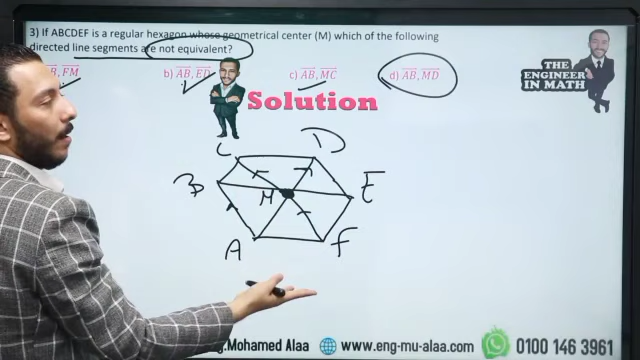 3) If ABCDEF is a regular hexagon whose geometrical center (M) which of the following
directed line segments are not equivalent?
B, FM
b) AB, ED
c) AB, MC
d) AB, MD
THE
ENGINEER
IN MATH
Solution
C
D
B
M
E
A
F
g.Mohamed Alaa
www.eng-mu-alaa.com
0100 146 3961